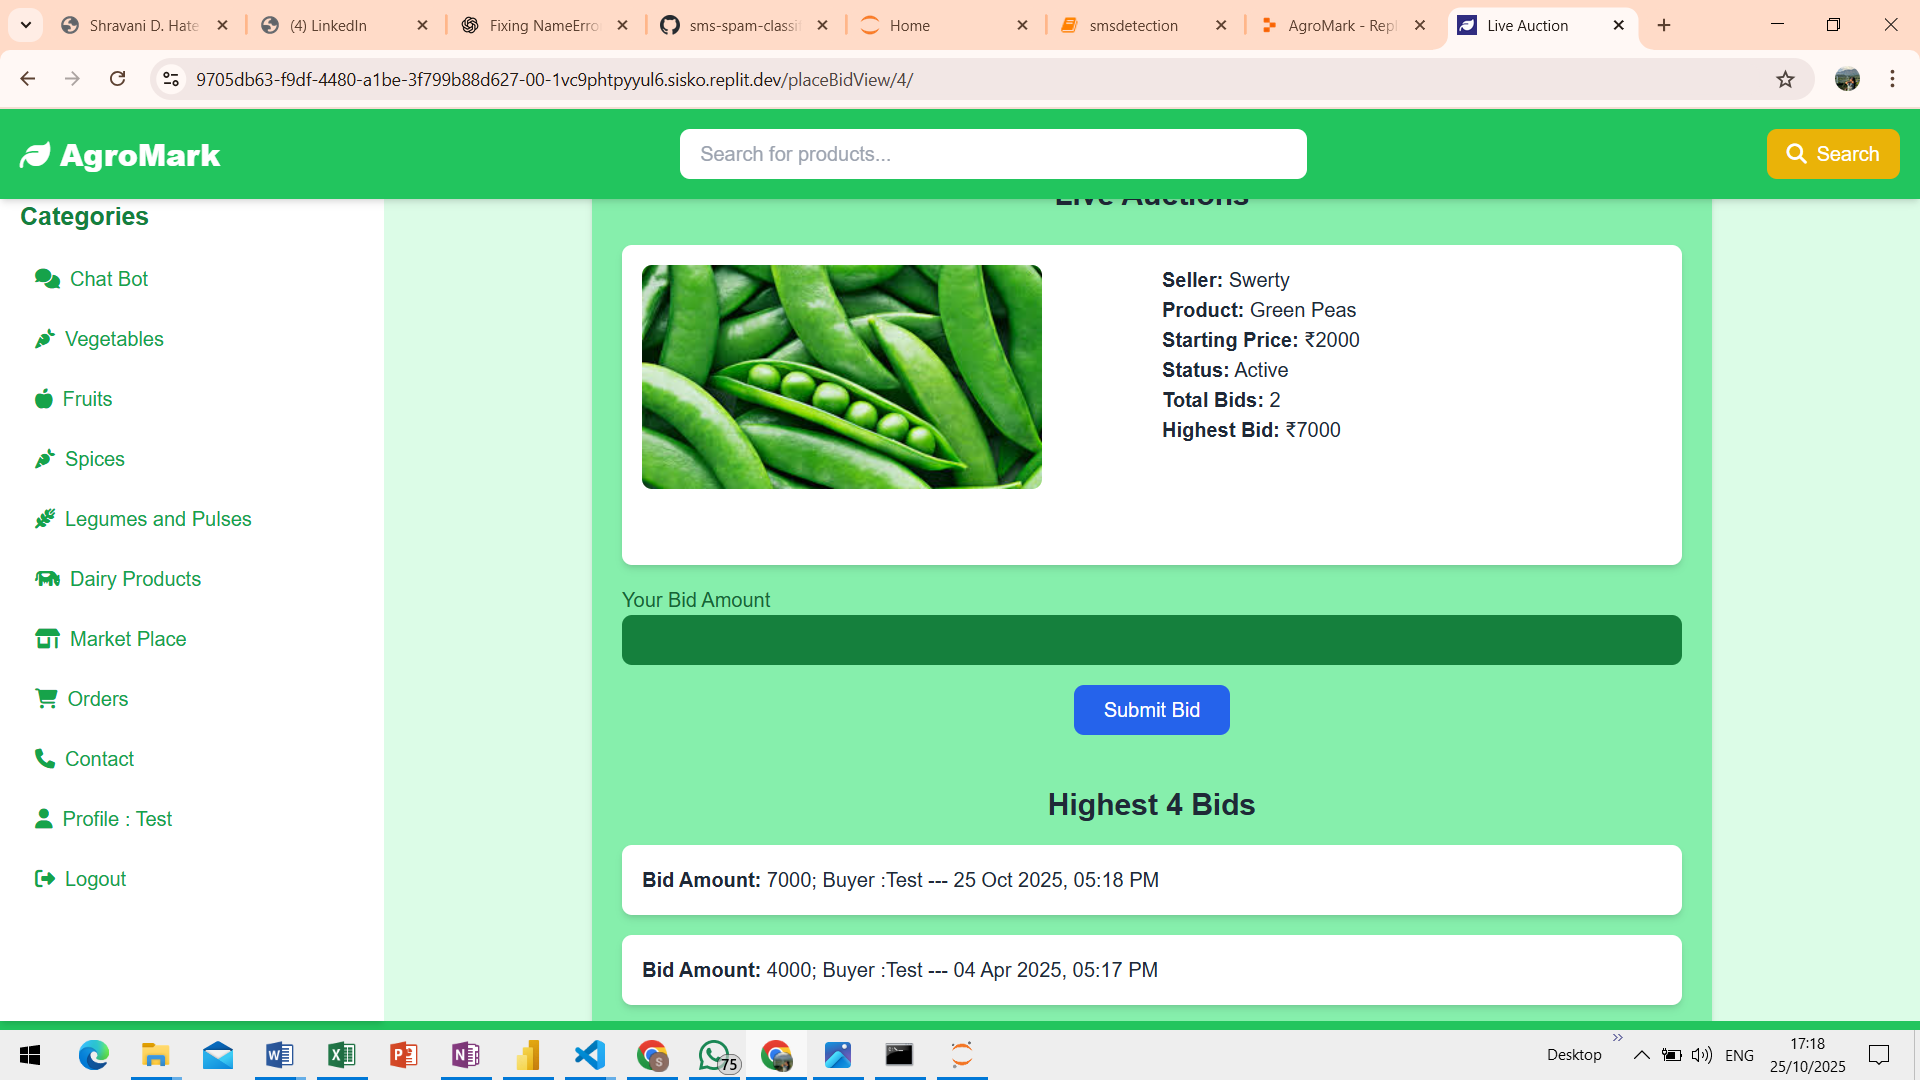 Shravani D. Hate
(4) LinkedIn
Fixing NameErro
sms-spam-classif
Home
smsdetection
AgroMark - Repl
Live Auction
9705db63-f9df-4480-a1be-3f799b88d627-00-1vc9phtpyyul6.sisko.replit.dev/placeBidView/4/
AgroMark
Search for products...
Search
Categories
Chat Bot
Vegetables
Fruits
Spices
Legumes and Pulses
Dairy Products
Market Place
Orders
Contact
Profile : Test
Logout
Live Auctions
Seller: Swerty
Product: Green Peas
Starting Price: ₹2000
Status: Active
Total Bids: 2
Highest Bid: ₹7000
Your Bid Amount
Submit Bid
Highest 4 Bids
Bid Amount: 7000; Buyer :Test --- 25 Oct 2025, 05:18 PM
Bid Amount: 4000; Buyer :Test --- 04 Apr 2025, 05:17 PM
S
75
Desktop
ENG
17:18
25/10/2025